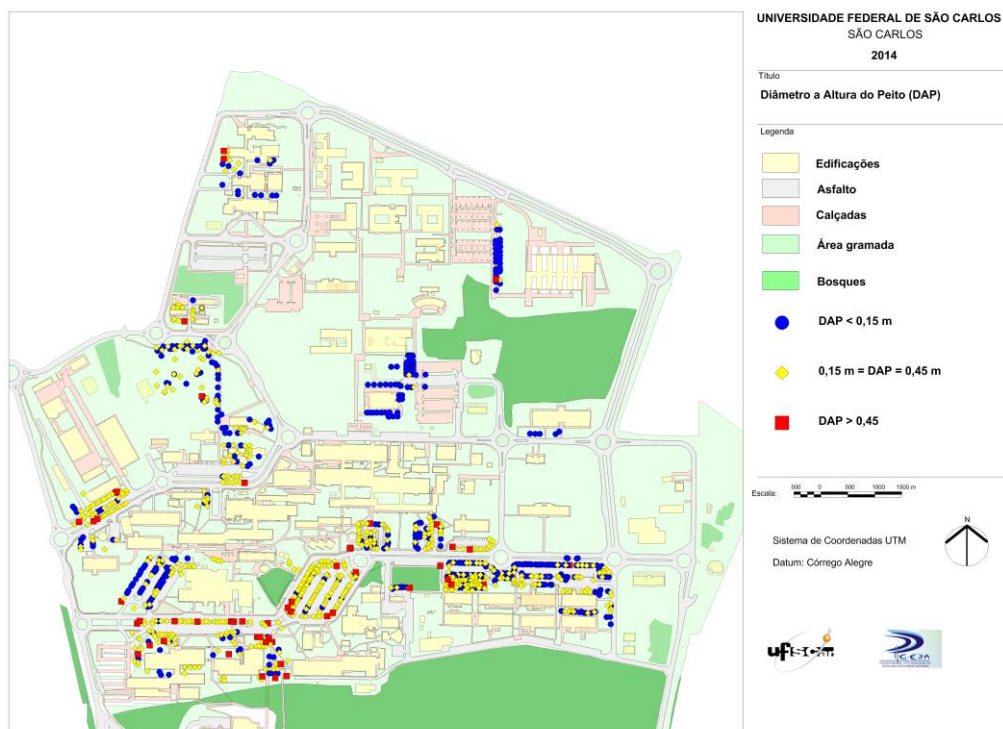 UNIVERSIDADE FEDERAL DE SÃO CARLOS
SÃO CARLOS
2014
Título
Diâmetro a Altura do Peito (DAP)
Legenda
Edificações
Asfalto
Calçadas
Área gramada
Bosques
DAP < 0,15 m
0,15 m = DAP = 0,45 m
DAP > 0,45
Escala:
500 0 500 1000 1500 m
Sistema de Coordenadas UTM
Datum: Córrego Alegre
N
ufscar